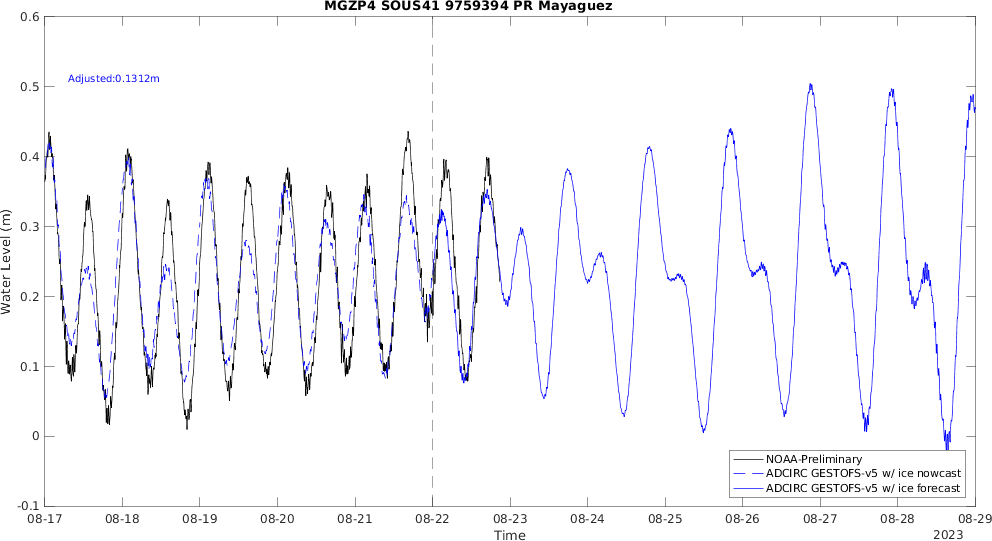 MGZP4 SOUS41 9759394 PR Mayaguez
0.6
0.5
0.4
0.3
0.2
0.1
0
-0.1
Water Level (m)
Adjusted:0.1312m
NOAA-Preliminary
ADCIRC GESTOFS-v5 w/ ice nowcast
ADCIRC GESTOFS-v5 w/ ice forecast
08-17 08-18 08-19 08-20 08-21 08-22 08-23 08-24 08-25 08-26 08-27 08-28 08-29
Time
2023